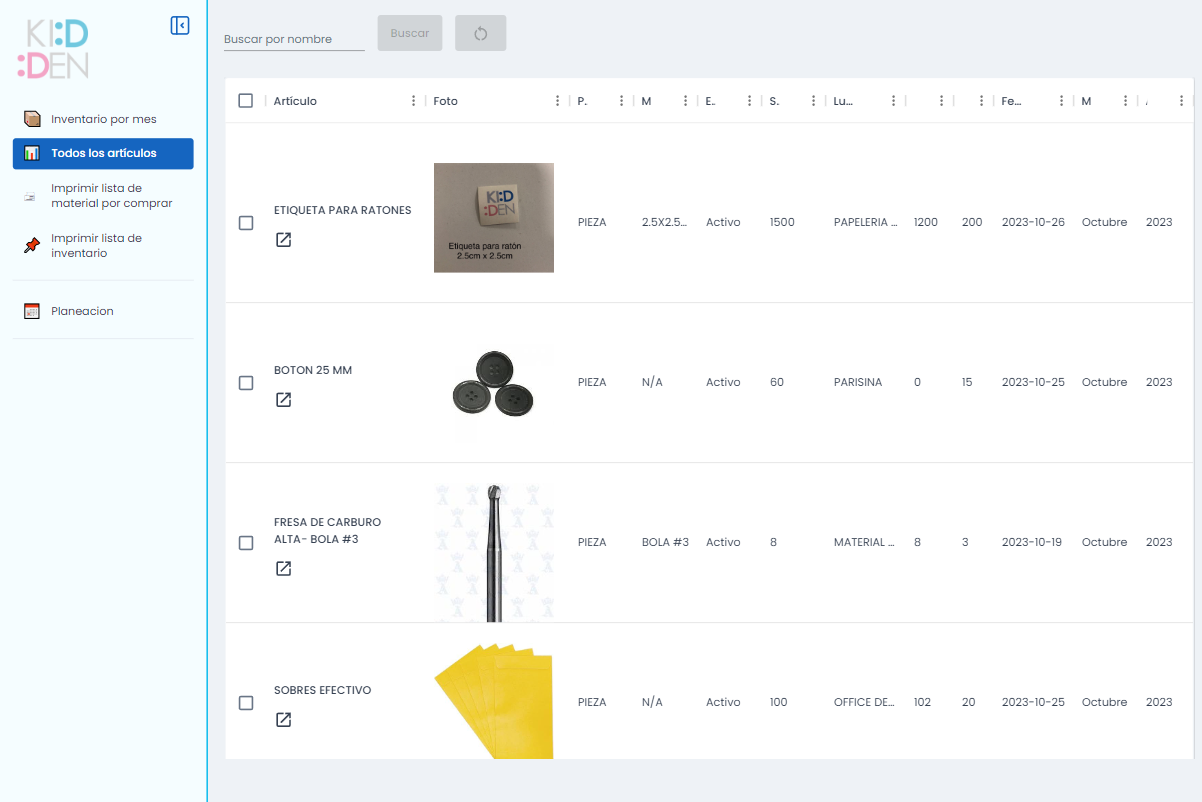 KI:D
:DEN
Inventario por mes
Todos los artículos
Imprimir lista de
material por comprar
Imprimir lista de
inventario
Planeacion
Buscar por nombre
Buscar
Artículo Foto P. M E. S. Lu... Fe... M
ETIQUETA PARA RATONES
KI:D
:DEN
Etiqueta para ratón
2.5cm x 2.5cm
PIEZA 2.5X2.5... Activo 1500 PAPELERIA ... 1200 200 2023-10-26 Octubre 2023
BOTON 25 MM
PIEZA N/A Activo 60 PARISINA 0 15 2023-10-25 Octubre 2023
FRESA DE CARBURO
ALTA- BOLA #3
PIEZA BOLA #3 Activo 8 MATERIAL ... 8 3 2023-10-19 Octubre 2023
SOBRES EFECTIVO
PIEZA N/A Activo 100 OFFICE DE... 102 20 2023-10-25 Octubre 2023